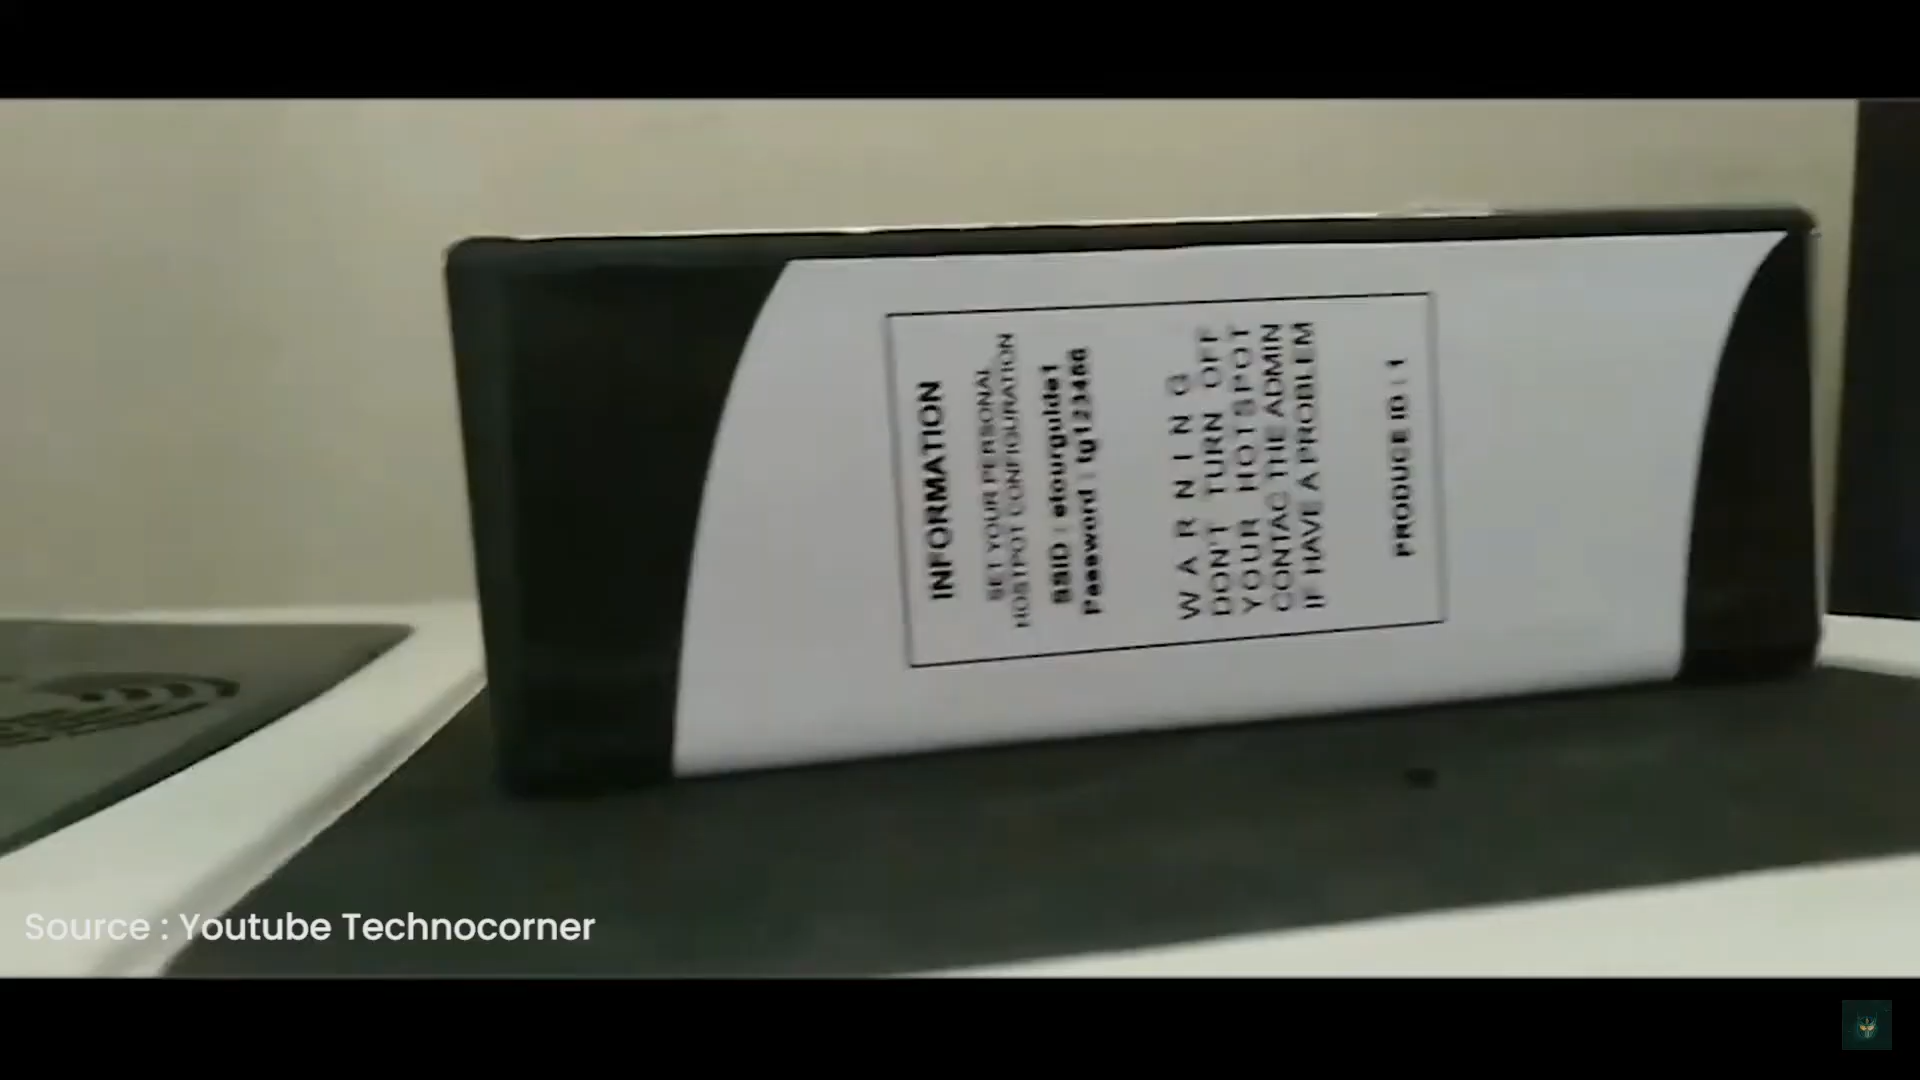 INFORMATION
SET YOUR PERSONAL
HOSTPOT CONFIGURATION
SSID : etourguide1
Password : tg123456
W A R N I N G
DON'T TURN OFF
YOUR HOTSPOT
CONTAC THE ADMIN
IF HAVE A PROBLEM
PRODUCE ID : 1
Source : Youtube Technocorner